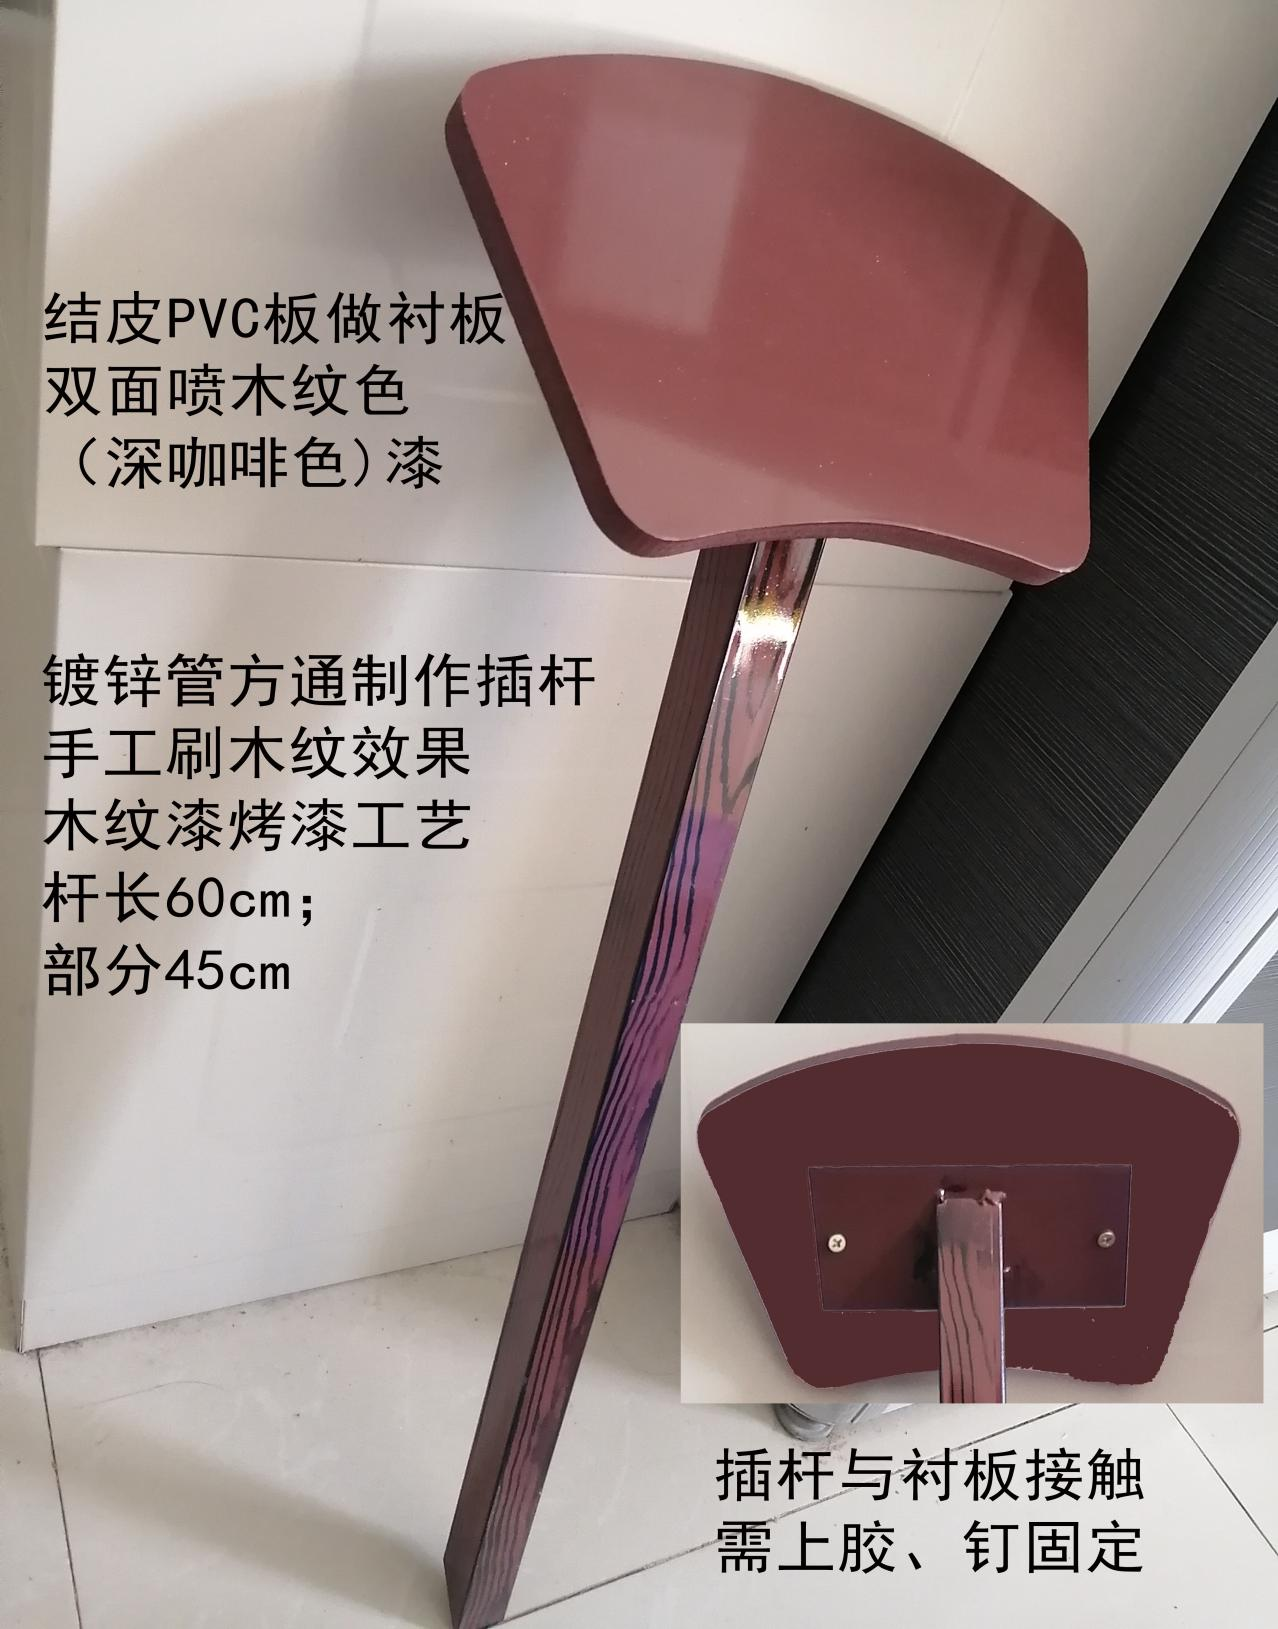 结皮PVC板做衬板
双面喷木纹色
（深咖啡色)漆
镀锌管方通制作插杆
手工刷木纹效果
木纹漆烤漆工艺
杆长60cm；
部分45cm
插杆与衬板接触
需上胶、钉固定